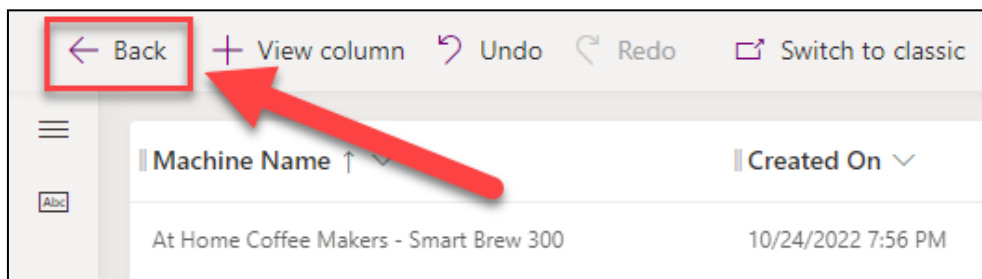 ← Back + View column Undo Redo Switch to classic
Machine Name ↑ Created On
Abc
At Home Coffee Makers - Smart Brew 300 10/24/2022 7:56 PM